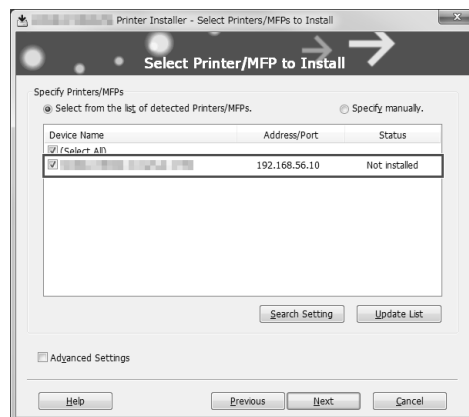 Printer Installer - Select Printers/MFPs to Install
Select Printer/MFP to Install
Specify Printers/MFPs
Select from the list of detected Printers/MFPs. Specify manually.
Device Name Address/Port Status
(Select All)
192.168.56.10 Not installed
Search Setting Update List
Advanced Settings
Help Previous Next Cancel